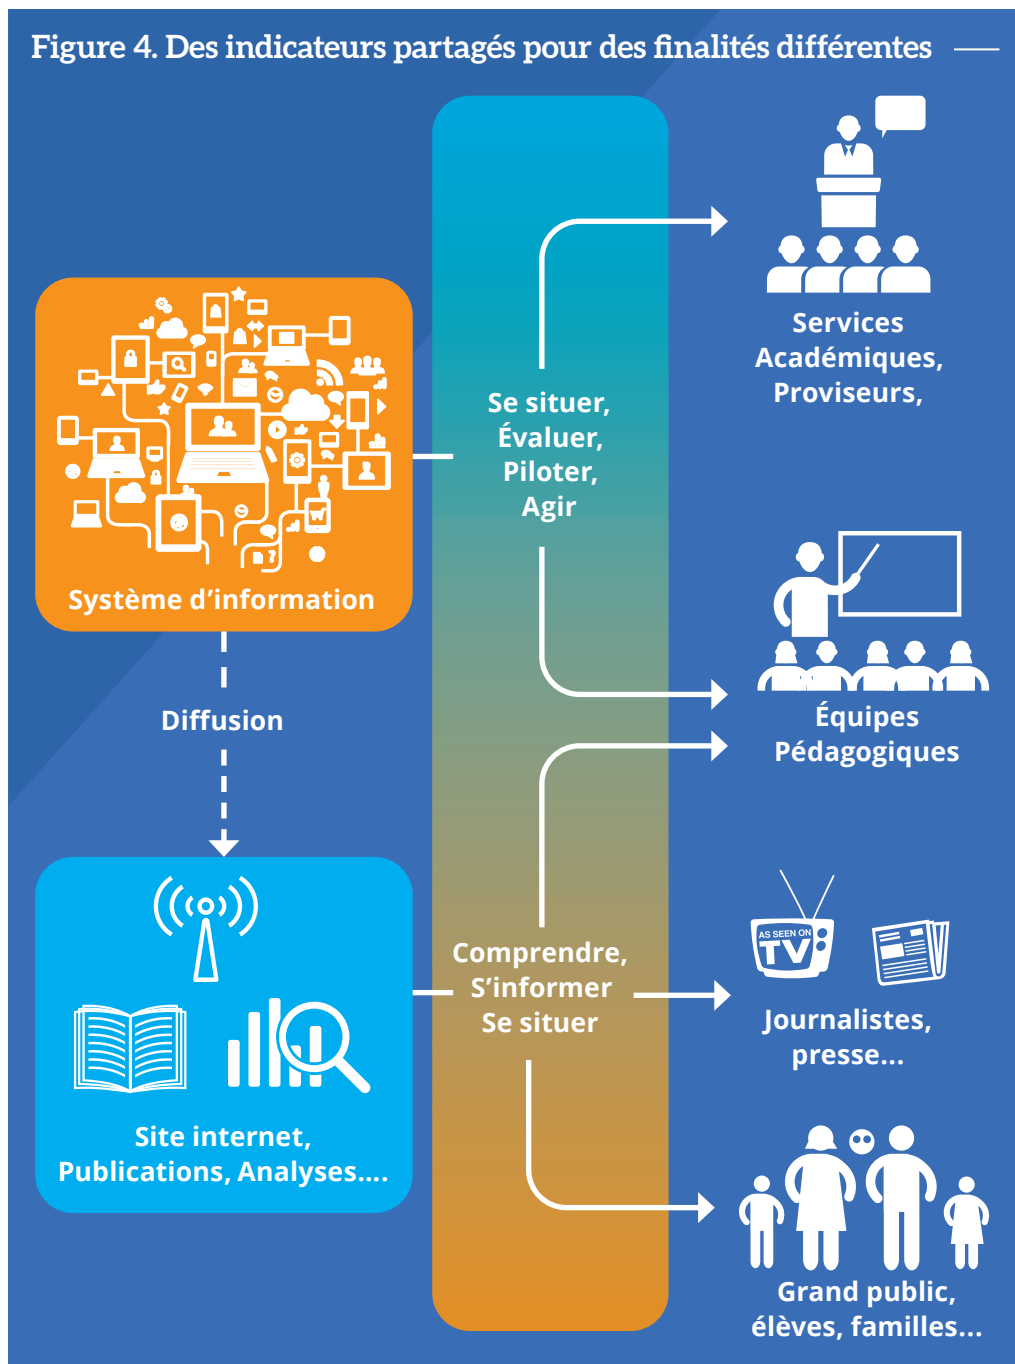 Figure 4. Des indicateurs partagés pour des finalités différentes
Services
Académiques,
Proviseurs,
Se situer,
Évaluer,
Piloter,
Agir
Système d’information
Équipes
Pédagogiques
Diffusion
AS SEEN ON
TV
Comprendre,
S’informer
Se situer
Journalistes,
presse...
Site internet,
Publications, Analyses....
Grand public,
élèves, familles...